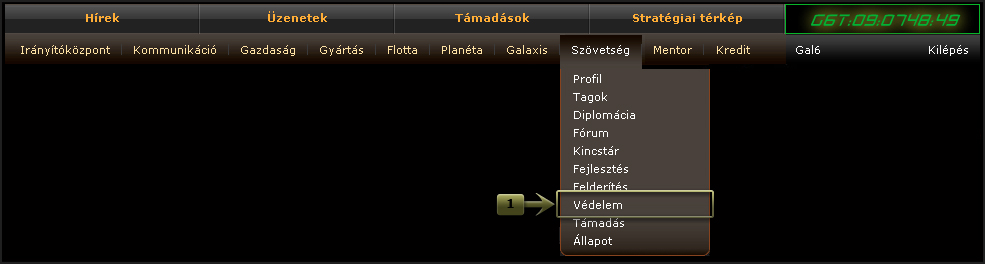 Hírek Üzenetek Támadások Stratégiai térkép G6T:09:0748:49
Irányítóközpont Kommunikáció Gazdaság Gyártás Flotta Planéta Galaxis Szövetség Mentor Kredit Gal6 Kilépés
Profil
Tagok
Diplomácia
Fórum
Kincstár
Fejlesztés
Felderítés
1 Védelem
Támadás
Állapot